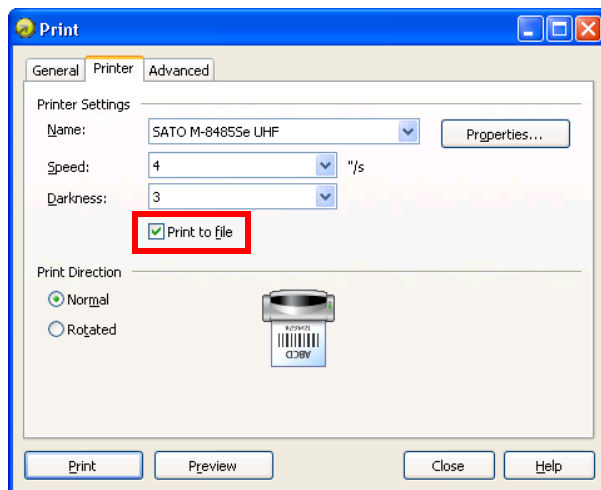 Print
General Printer Advanced
Printer Settings
Name: SATO M-8485Se UHF Properties...
Speed: 4 "/s
Darkness: 3
Print to file
Print Direction
Normal
Rotated
ABCD
Print Preview Close Help